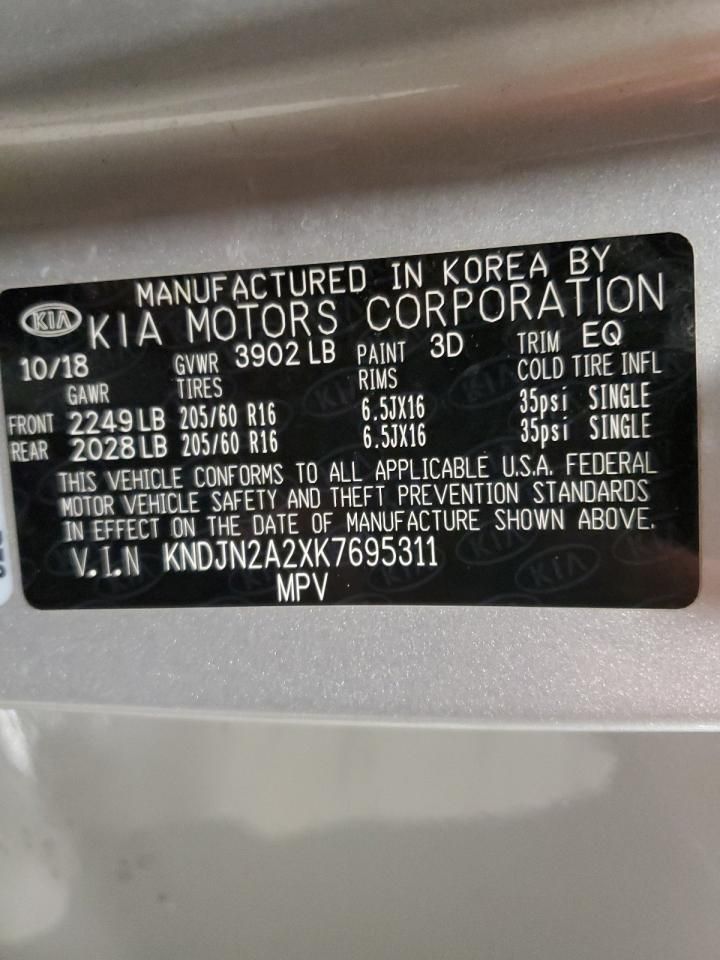 MANUFACTURED IN KOREA BY
KIA KIA MOTORS CORPORATION
10/18 GVWR 3902 LB PAINT 3D TRIM EQ
GAWR TIRES RIMS COLD TIRE INFL
FRONT 2249 LB 205/60 R16 6.5JX16 35psi SINGLE
REAR 2028 LB 205/60 R16 6.5JX16 35psi SINGLE
THIS VEHICLE CONFORMS TO ALL APPLICABLE U.S.A. FEDERAL
MOTOR VEHICLE SAFETY AND THEFT PREVENTION STANDARDS
IN EFFECT ON THE DATE OF MANUFACTURE SHOWN ABOVE.
V.I.N KNDJN2A2XK7695311
MPV